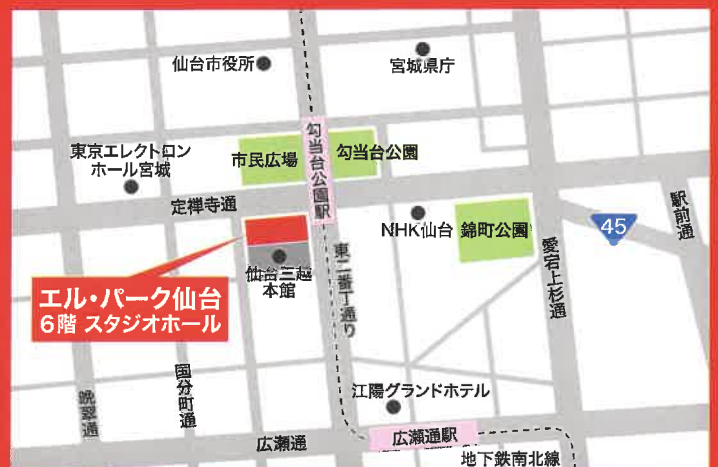 仙台市役所
宮城県庁
東京エレクトロン
ホール宮城
市民広場
勾当台公園
勾当台公園駅
定禅寺通
NHK仙台
錦町公園
45
駅前通
仙台三越
本館
東二番丁通り
愛宕上杉通
エル・パーク仙台
6階 スタジオホール
国分町通
晩翠通
江陽グランドホテル
広瀬通
広瀬通駅
地下鉄南北線